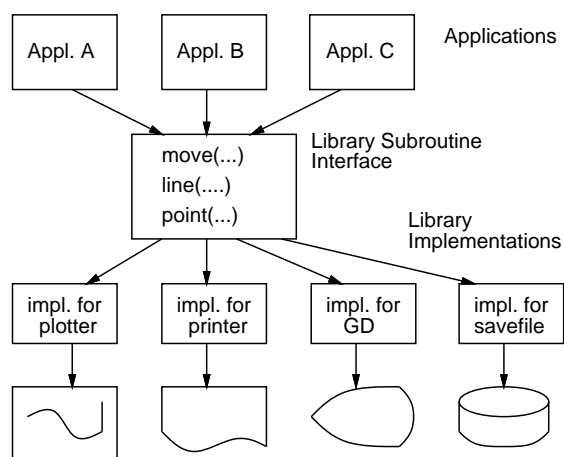 Appl. A
Appl. B
Appl. C
Applications
move(...)
line(....)
point(...)
Library Subroutine
Interface
Library
Implementations
impl. for
plotter
impl. for
printer
impl. for
GD
impl. for
savefile